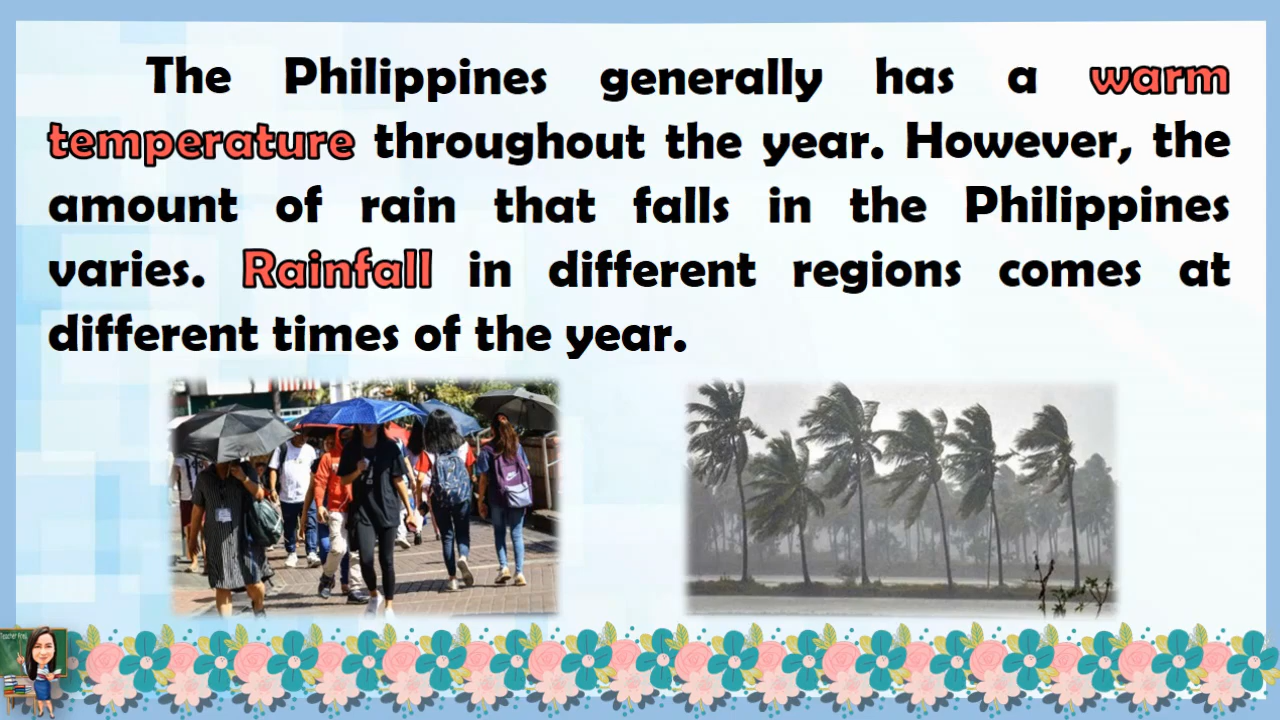 The Philippines generally has a warm
temperature throughout the year. However, the
amount of rain that falls in the Philippines
varies. Rainfall in different regions comes at
different times of the year.